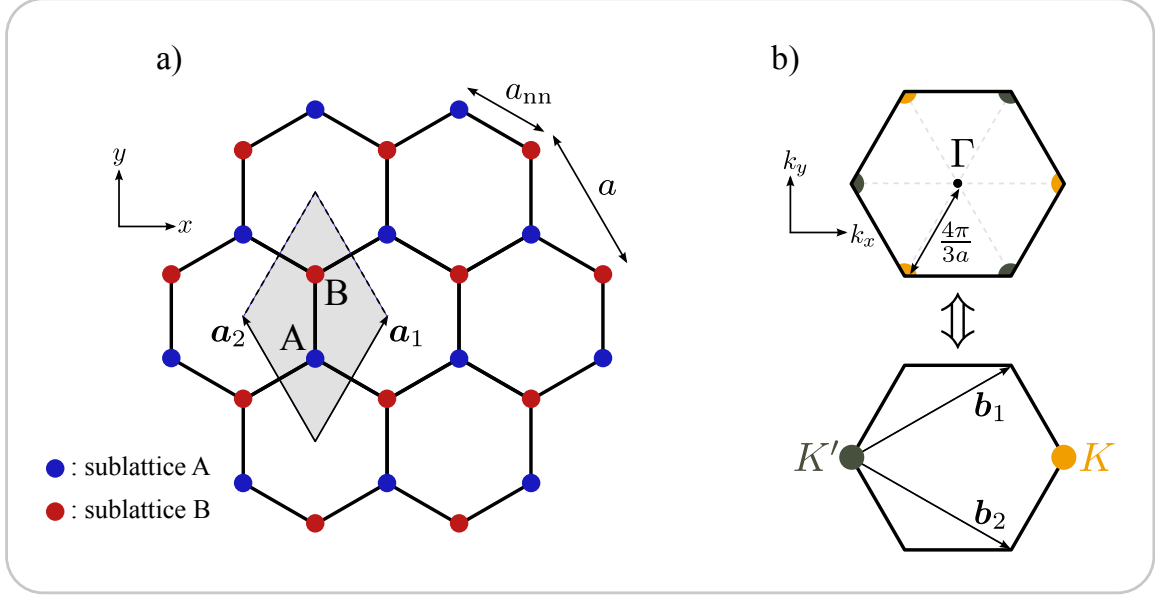 a)
a_nn
a
y
x
B
A
a_2
a_1
: sublattice A
: sublattice B
b)
Γ
k_y
k_x
4π
3a
b_1
K′
K
b_2